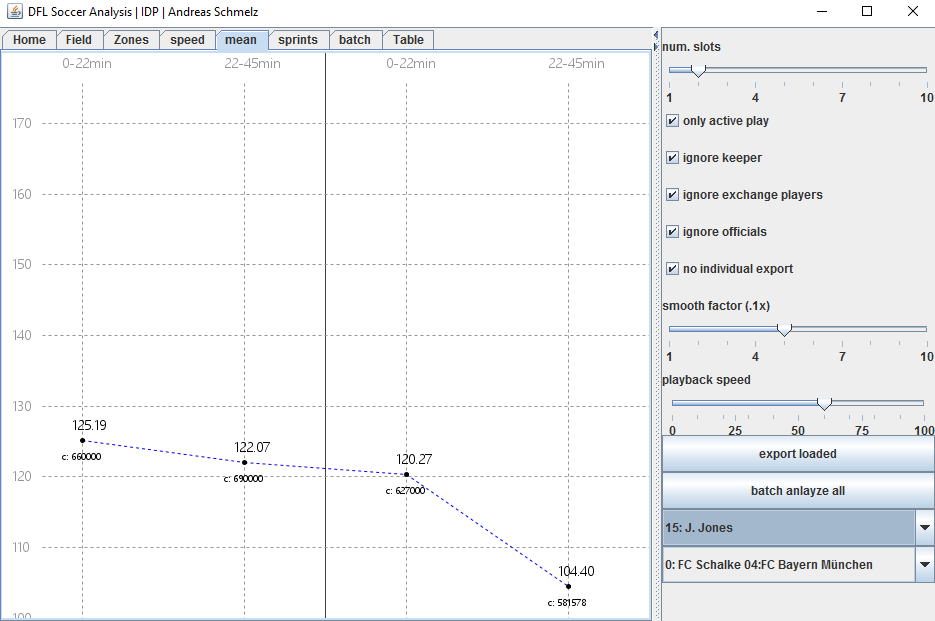 DFL Soccer Analysis | IDP | Andreas Schmelz
Home Field Zones speed mean sprints batch Table
0-22min 22-45min 0-22min 22-45min
170
160
150
140
130
120
110
100
125.19
c: 660000
122.07
c: 690000
120.27
c: 627000
104.40
c: 581578
num. slots
1 4 7 10
only active play
ignore keeper
ignore exchange players
ignore officials
no individual export
smooth factor (.1x)
1 4 7 10
playback speed
0 25 50 75 100
export loaded
batch anlayze all
15: J. Jones
0: FC Schalke 04:FC Bayern München